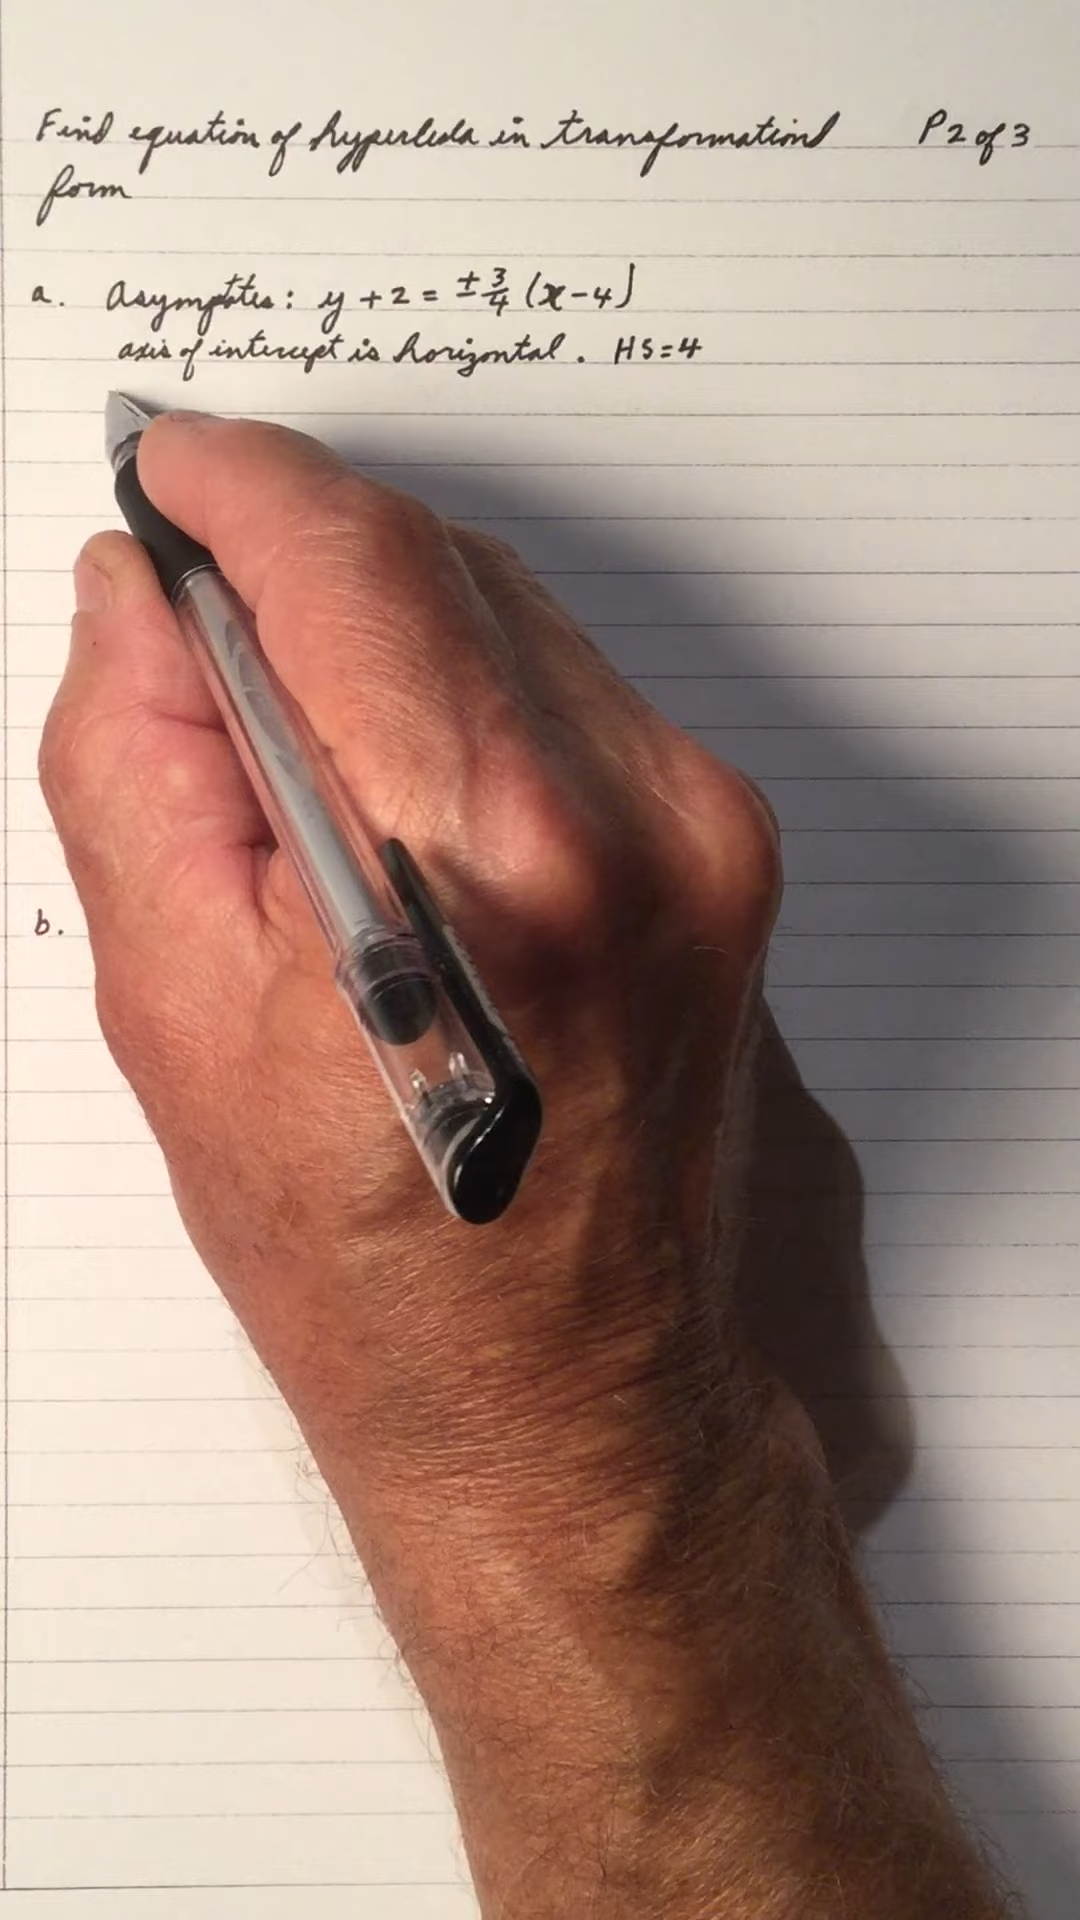 Find equation of hyperbola in transformational P2 of 3
form
a. Asymptotes: y + 2 = ± 3/4 (x - 4)
axis of intercept is horizontal. HS = 4
b.